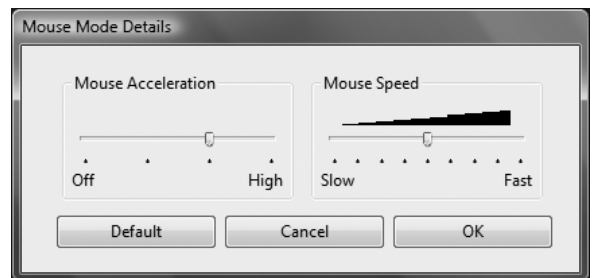 Mouse Mode Details
Mouse Acceleration
Off High
Mouse Speed
Slow Fast
Default Cancel OK